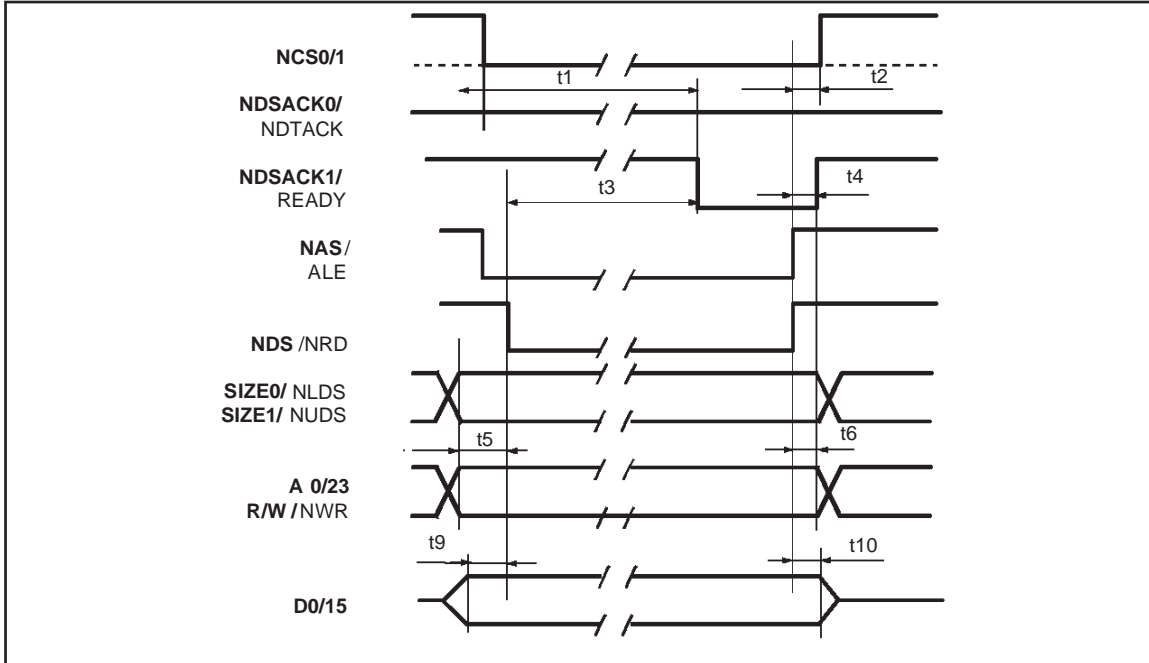 NCS0/1
t1
t2
NDSACK0/
NDTACK
NDSACK1/
READY
t3
t4
NAS/
ALE
NDS /NRD
SIZE0/ NLDS
SIZE1/ NUDS
t5
t6
A 0/23
R/W /NWR
t9
t10
D0/15